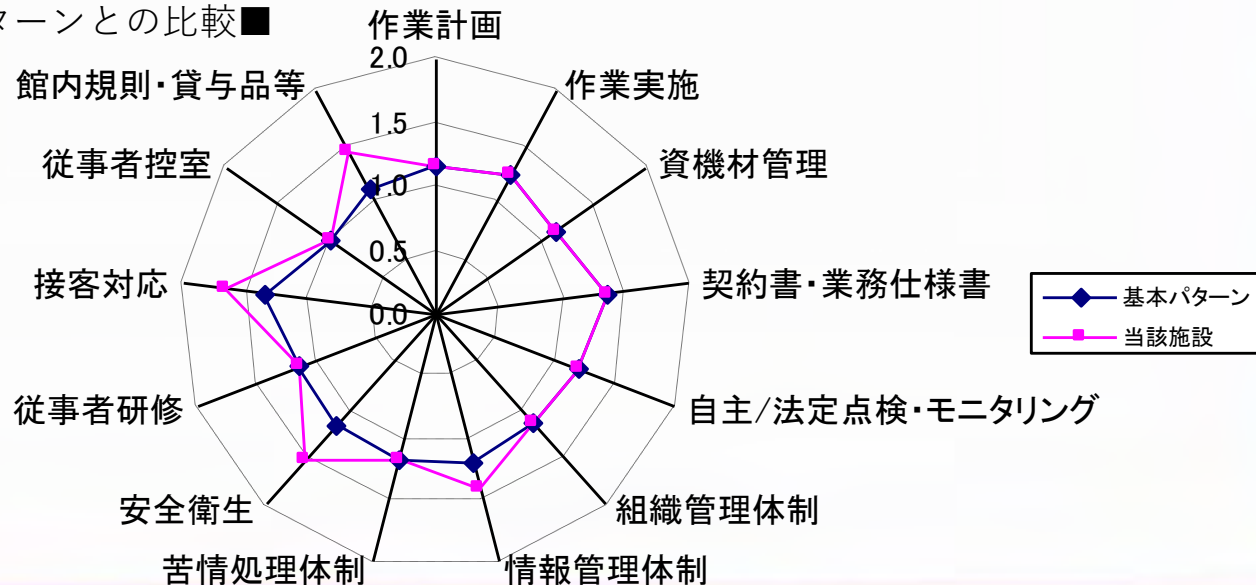 ターンとの比較■
作業計画
作業実施
資機材管理
契約書・業務仕様書
自主/法定点検・モニタリング
組織管理体制
情報管理体制
苦情処理体制
安全衛生
従事者研修
接客対応
従事者控室
館内規則・貸与品等
2.0
1.5
1.0
0.5
0.0
基本パターン
当該施設